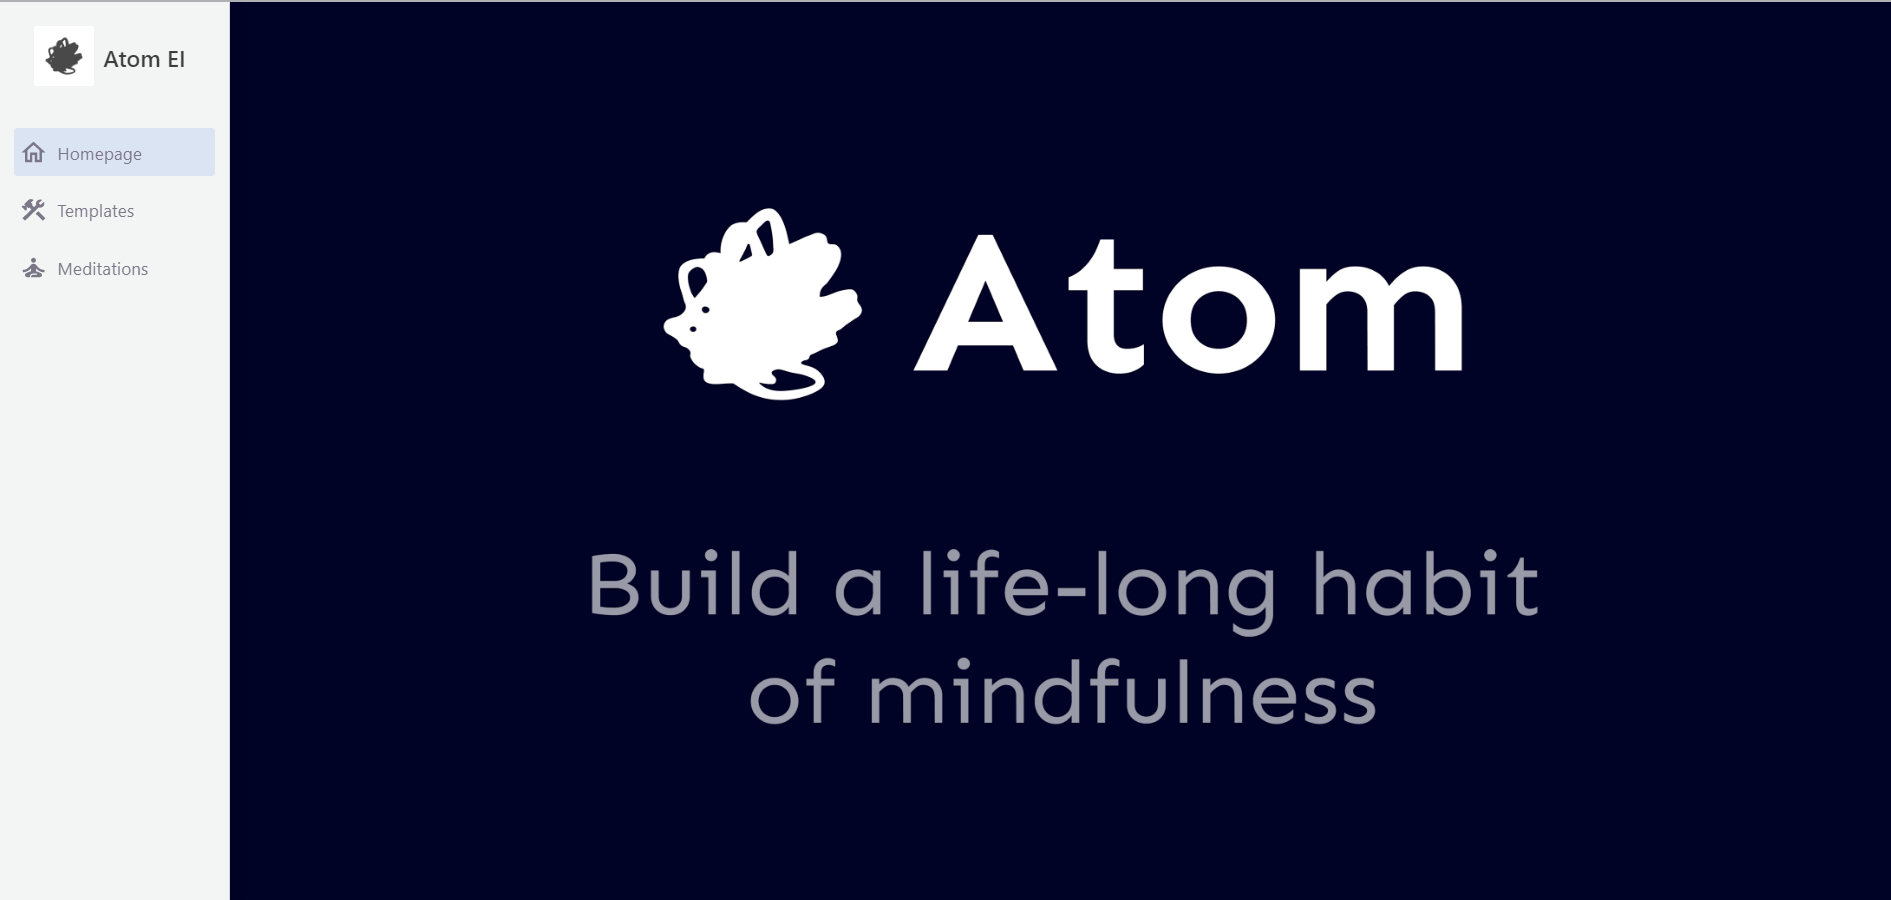 Atom EI
Homepage
Templates
Meditations
Atom
Build a life-long habit
of mindfulness